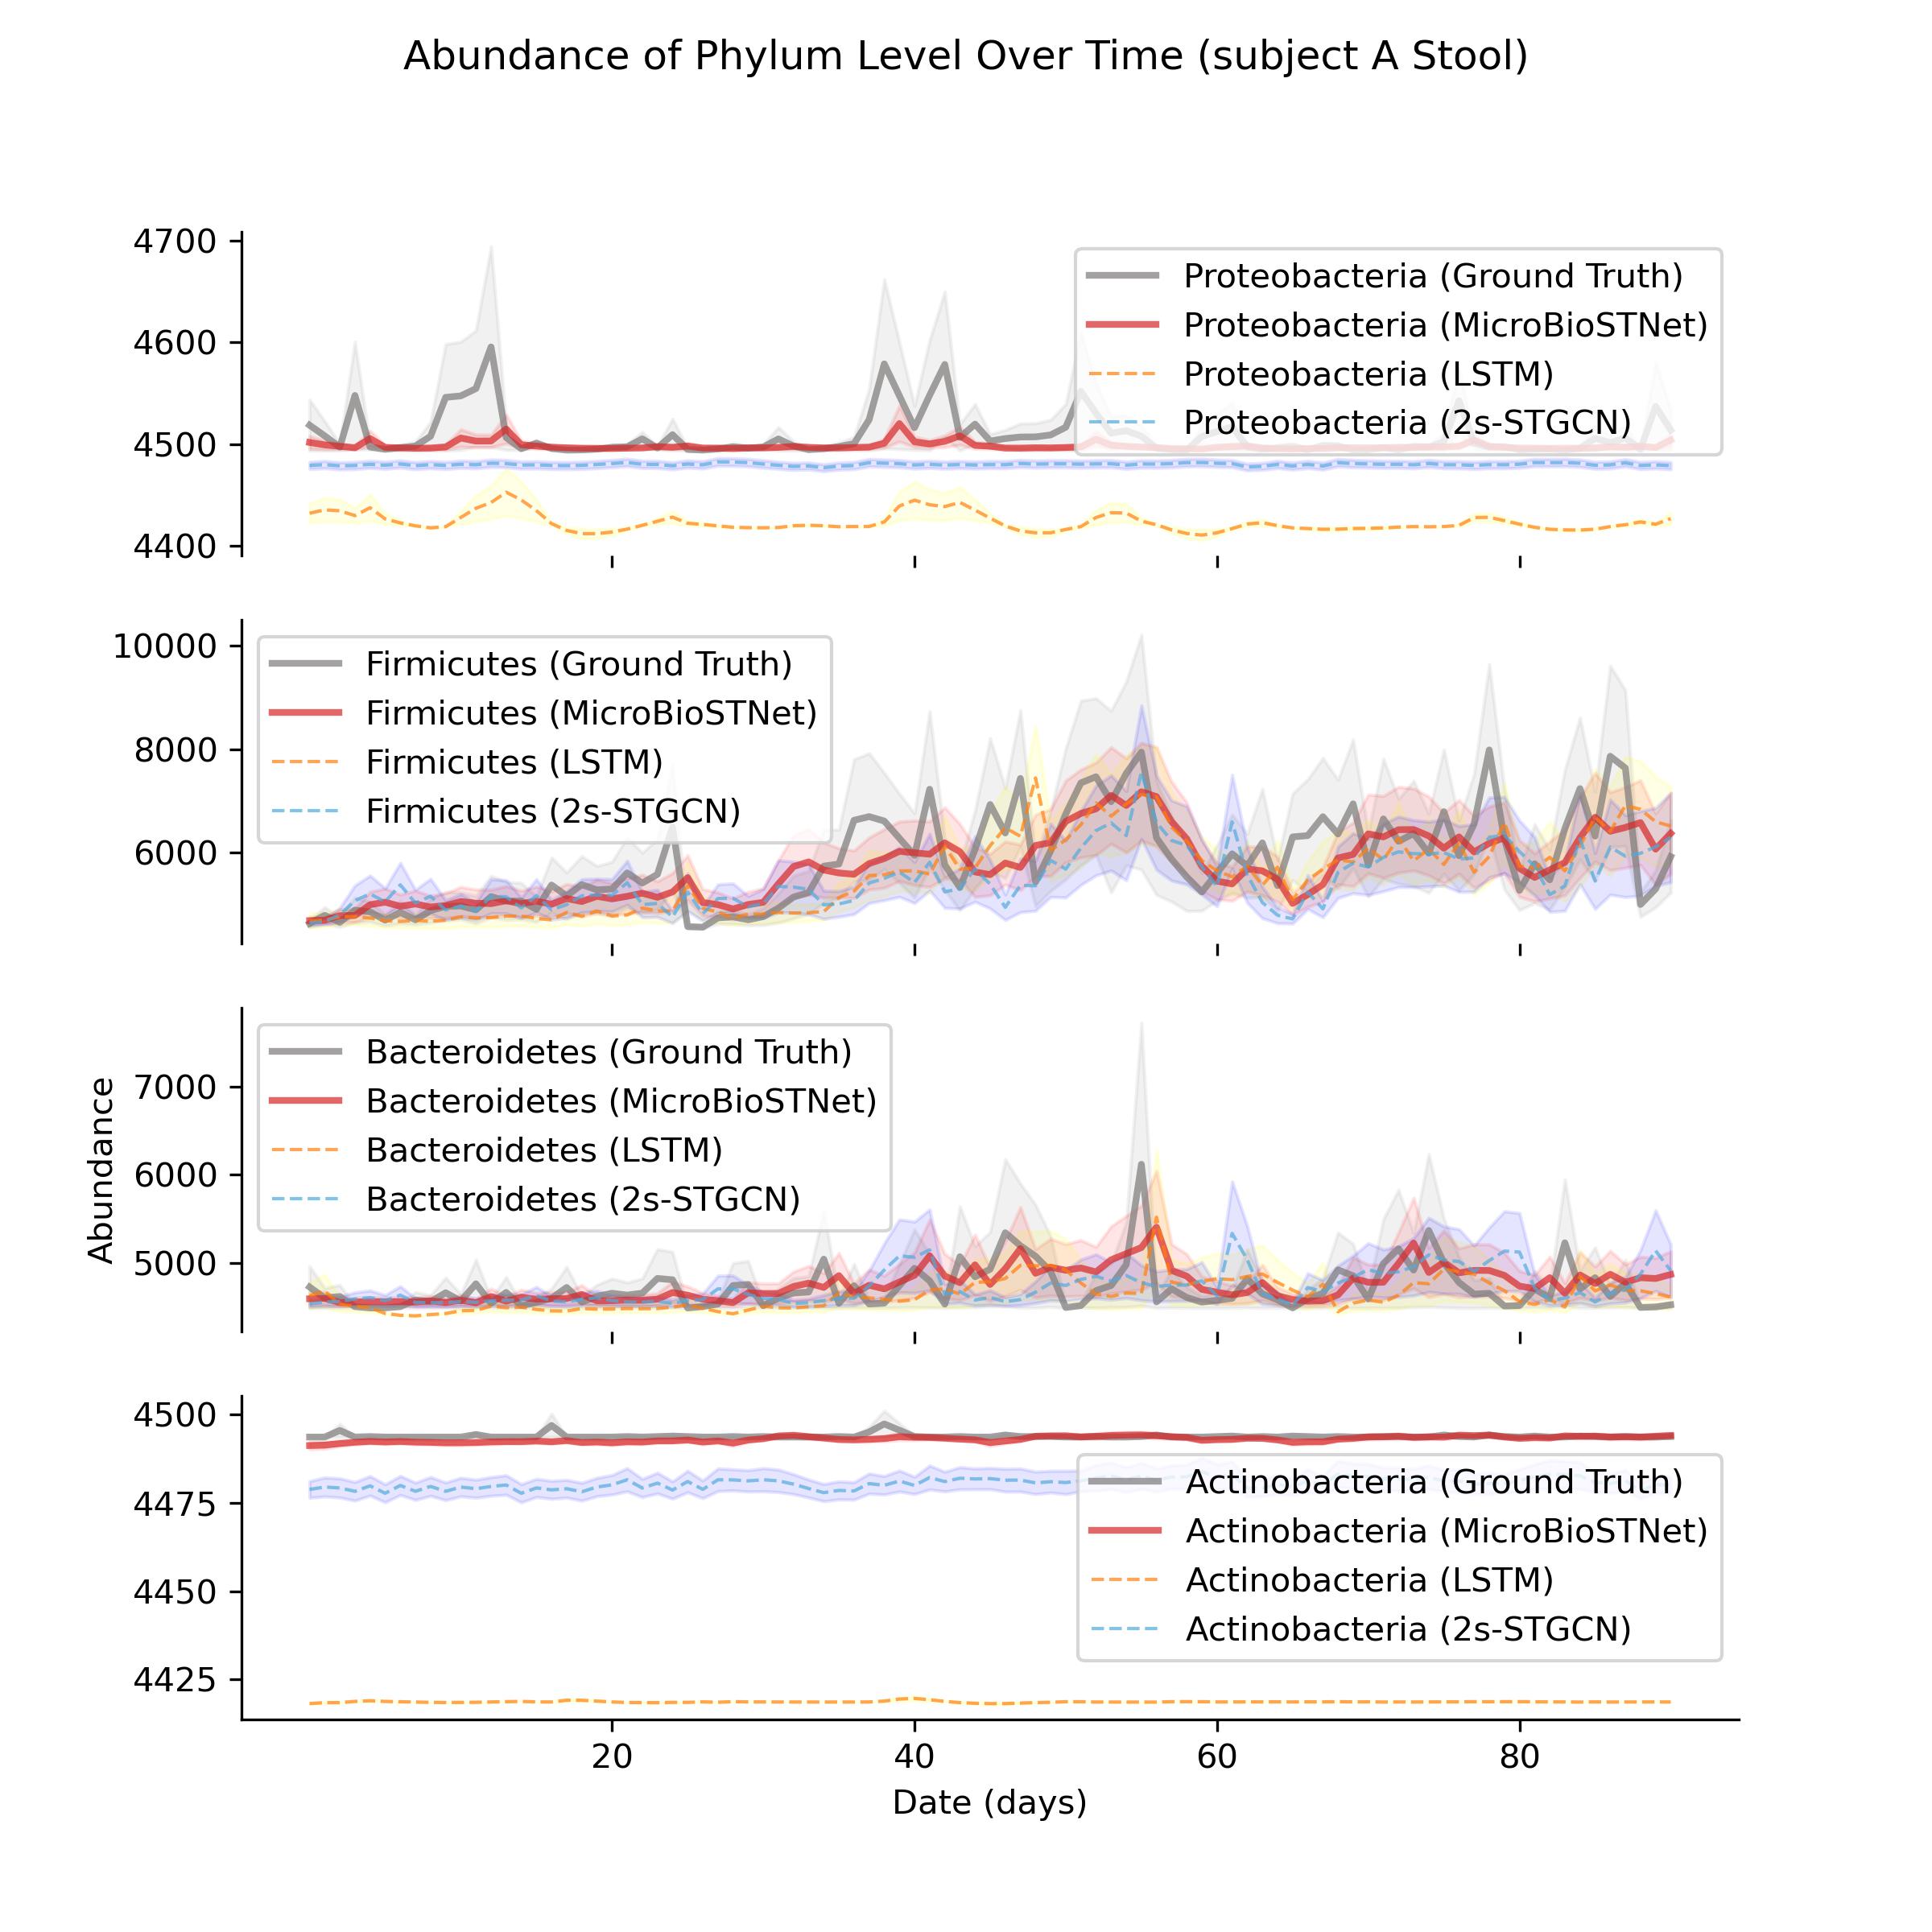 Abundance of Phylum Level Over Time (subject A Stool)
4700
4600
4500
4400
Proteobacteria (Ground Truth)
Proteobacteria (MicroBioSTNet)
Proteobacteria (LSTM)
Proteobacteria (2s-STGCN)
10000
8000
6000
Firmicutes (Ground Truth)
Firmicutes (MicroBioSTNet)
Firmicutes (LSTM)
Firmicutes (2s-STGCN)
Abundance
7000
6000
5000
Bacteroidetes (Ground Truth)
Bacteroidetes (MicroBioSTNet)
Bacteroidetes (LSTM)
Bacteroidetes (2s-STGCN)
4500
4475
4450
4425
Actinobacteria (Ground Truth)
Actinobacteria (MicroBioSTNet)
Actinobacteria (LSTM)
Actinobacteria (2s-STGCN)
20 40 60 80
Date (days)